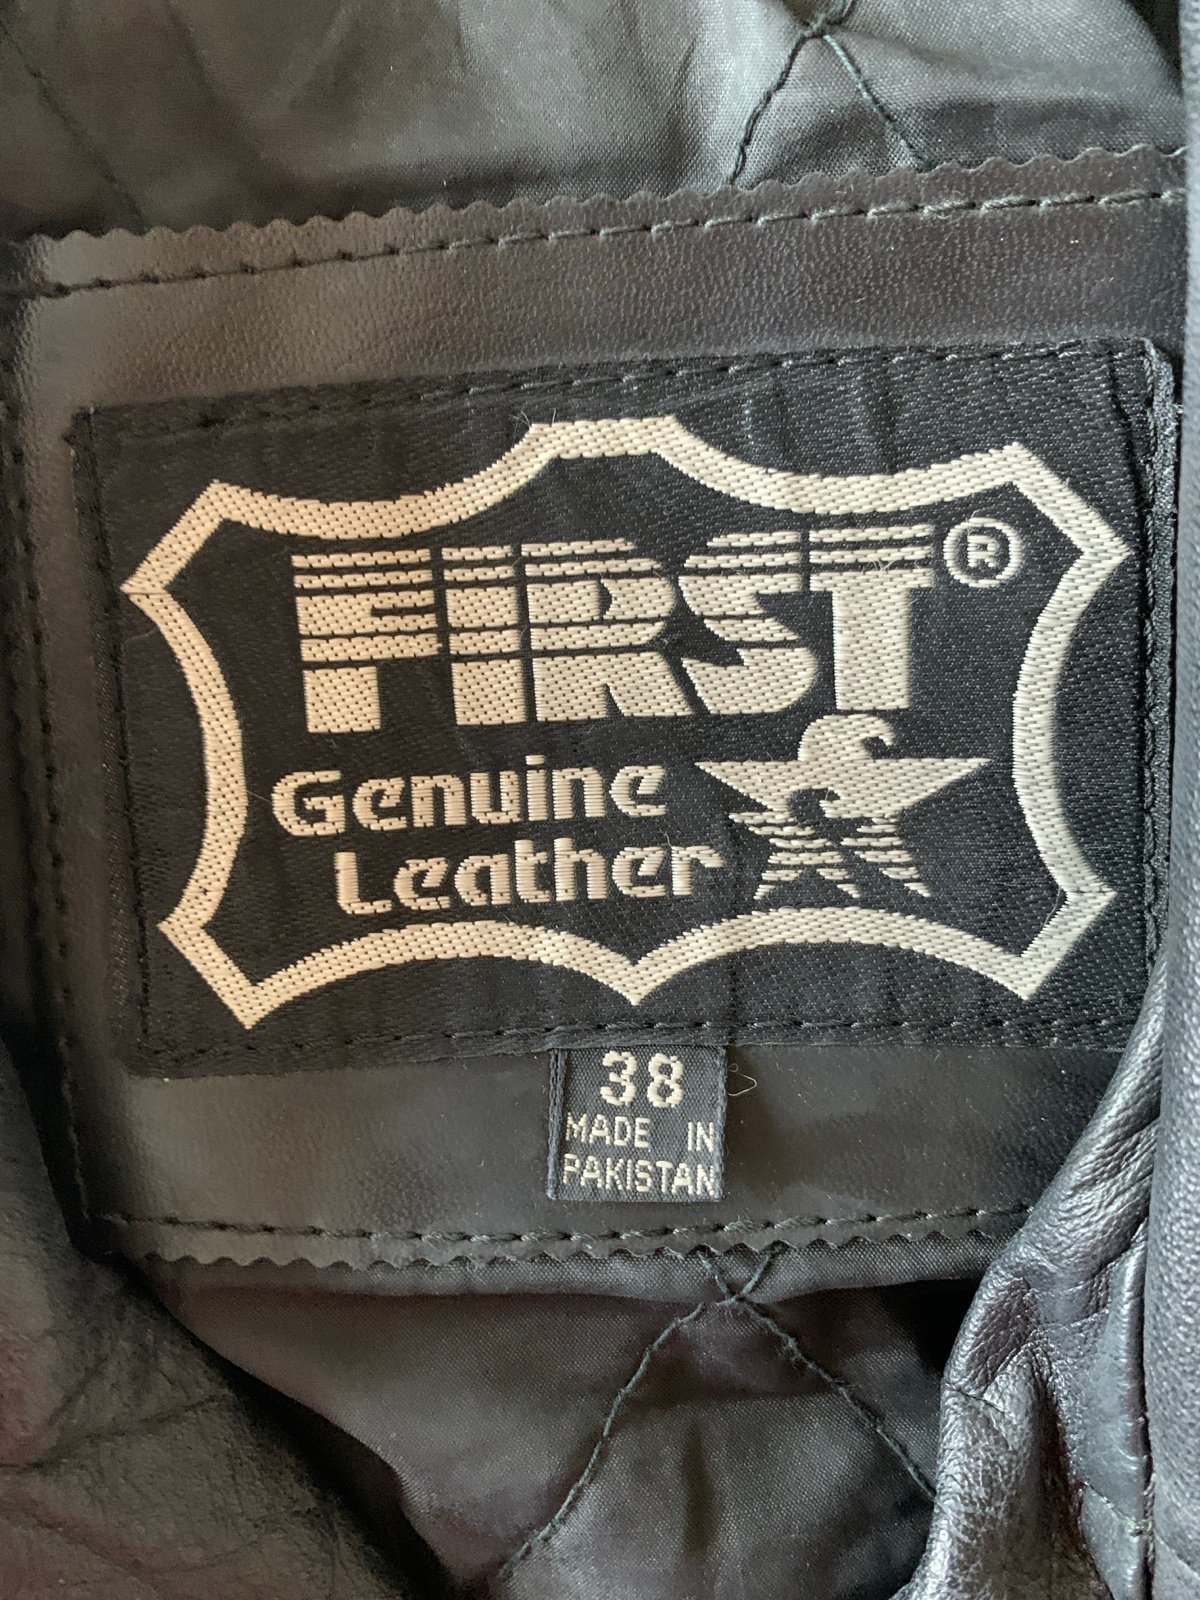 FIRST®
Genuine
Leather
38
MADE IN
PAKISTAN